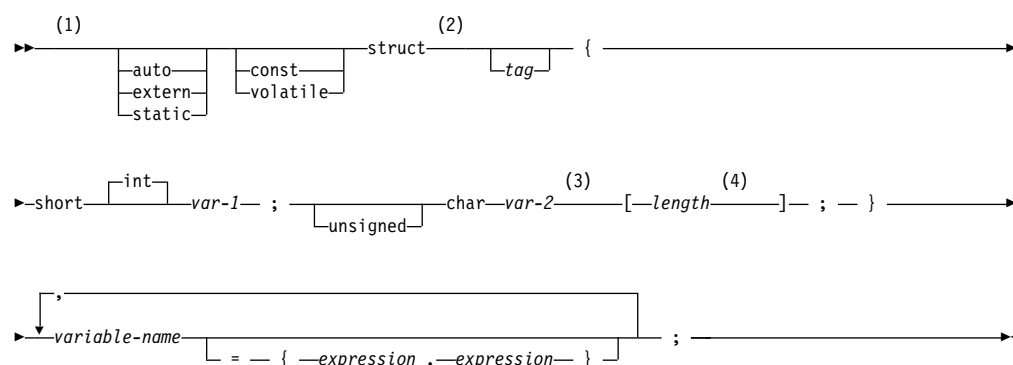 (1) (2)
struct tag {
auto const
extern volatile
static
int (3) (4)
short var-1 ; char var-2 [ length ] ; }
unsigned
,
variable-name ;
= { expression , expression }